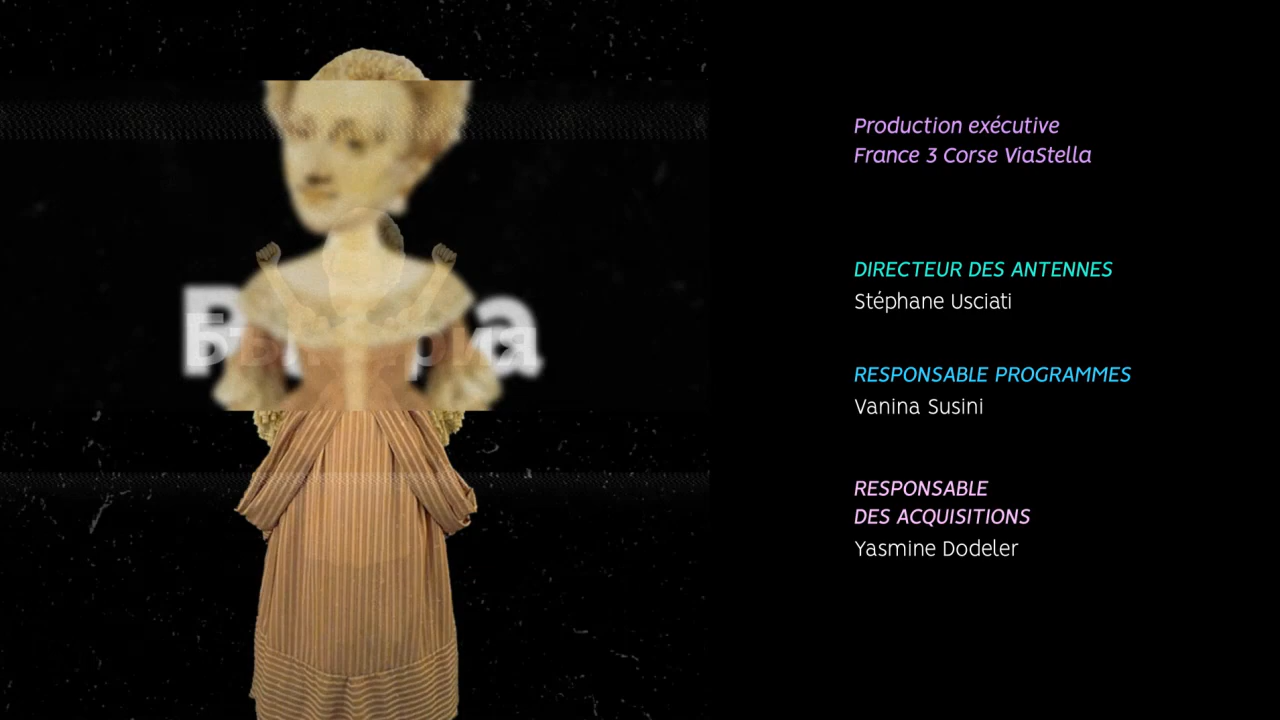 Production exécutive
France 3 Corse ViaStella
DIRECTEUR DES ANTENNES
Stéphane Usciati
RESPONSABLE PROGRAMMES
Vanina Susini
RESPONSABLE
DES ACQUISITIONS
Yasmine Dodeler